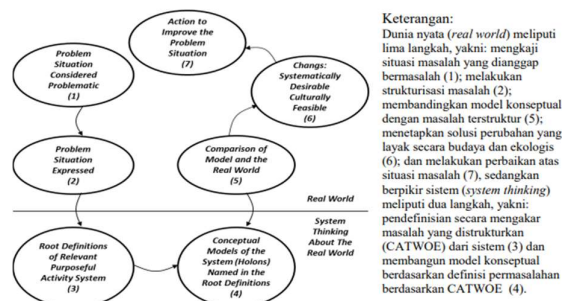 Action to
Improve the
Problem
Situation
(7)
Problem
Situation
Considered
Problematic
(1)
Changs:
Systematically
Desirable
Culturally
Feasible
(6)
Problem
Situation
Expressed
(2)
Comparison of
Model and the
Real World
(5)
Real World
System
Thinking
About The
Real World
Root Definitions
of Relevant
Purposeful
Activity System
(3)
Conceptual
Models of the
System (Holons)
Named in the
Root Definitions
(4)
Keterangan:
Dunia nyata (real world) meliputi
lima langkah, yakni: mengkaji
situasi masalah yang dianggap
bermasalah (1); melakukan
strukturisasi masalah (2);
membandingkan model konseptual
dengan masalah terstruktur (5);
menetapkan solusi perubahan yang
layak secara budaya dan ekologis
(6); dan melakukan perbaikan atas
situasi masalah (7), sedangkan
berpikir sistem (system thinking)
meliputi dua langkah, yakni:
pendefinisian secara mengakar
masalah yang distrukturkan
(CATWOE) dari sistem (3) dan
membangun model konseptual
berdasarkan definisi permasalahan
berdasarkan CATWOE (4).